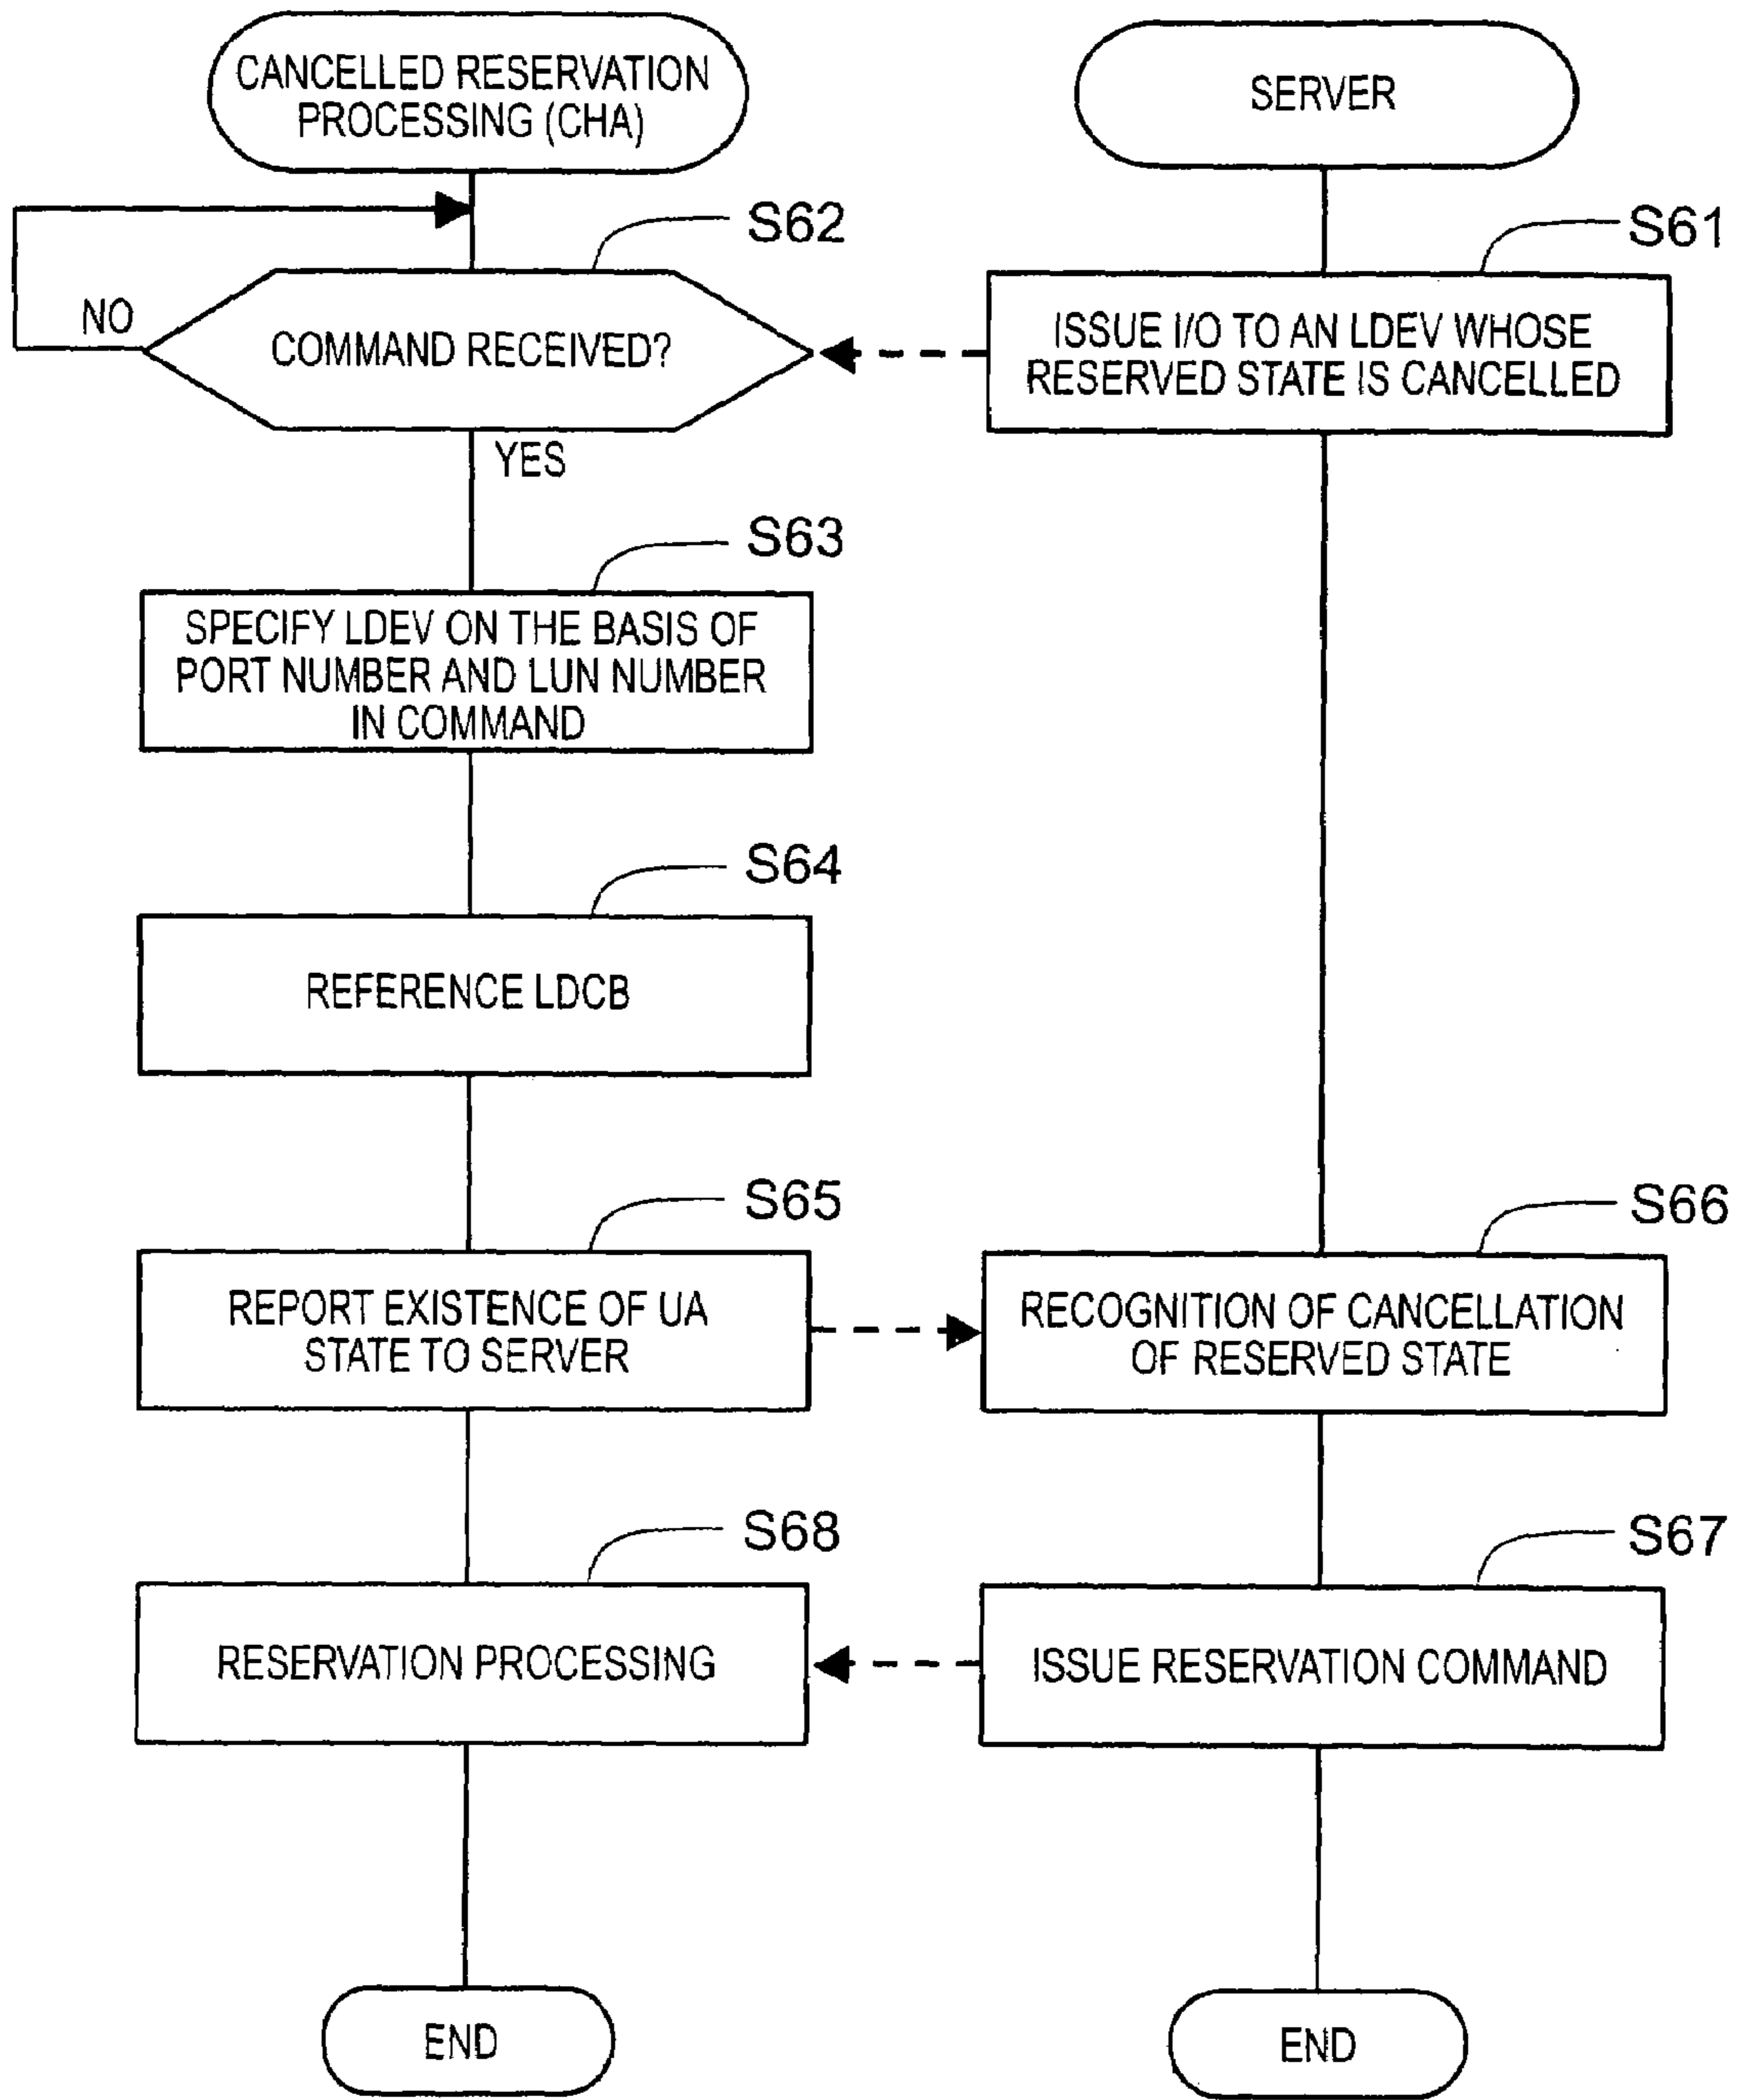 CANCELLED RESERVATION
PROCESSING (CHA)
SERVER
S62
S61
NO
COMMAND RECEIVED?
ISSUE I/O TO AN LDEV WHOSE
RESERVED STATE IS CANCELLED
YES
S63
SPECIFY LDEV ON THE BASIS OF
PORT NUMBER AND LUN NUMBER
IN COMMAND
S64
REFERENCE LDCB
S65
S66
REPORT EXISTENCE OF UA
STATE TO SERVER
RECOGNITION OF CANCELLATION
OF RESERVED STATE
S68
S67
RESERVATION PROCESSING
ISSUE RESERVATION COMMAND
END
END